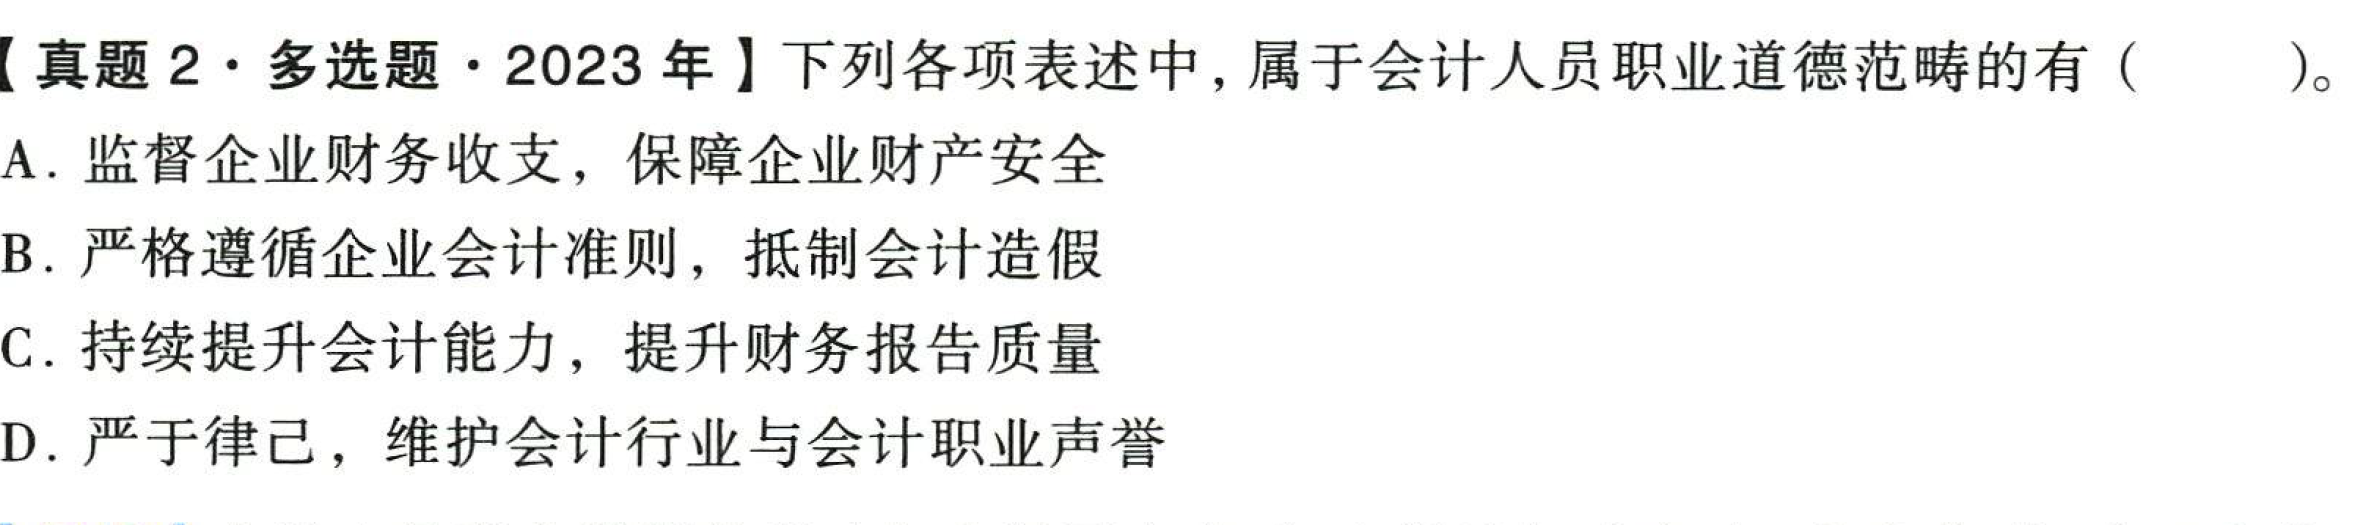 【真题2·多选题·2023年】下列各项表述中,属于会计人员职业道德范畴的有(　　)。
A. 监督企业财务收支，保障企业财产安全
B. 严格遵循企业会计准则，抵制会计造假
C. 持续提升会计能力，提升财务报告质量
D. 严于律己，维护会计行业与会计职业声誉